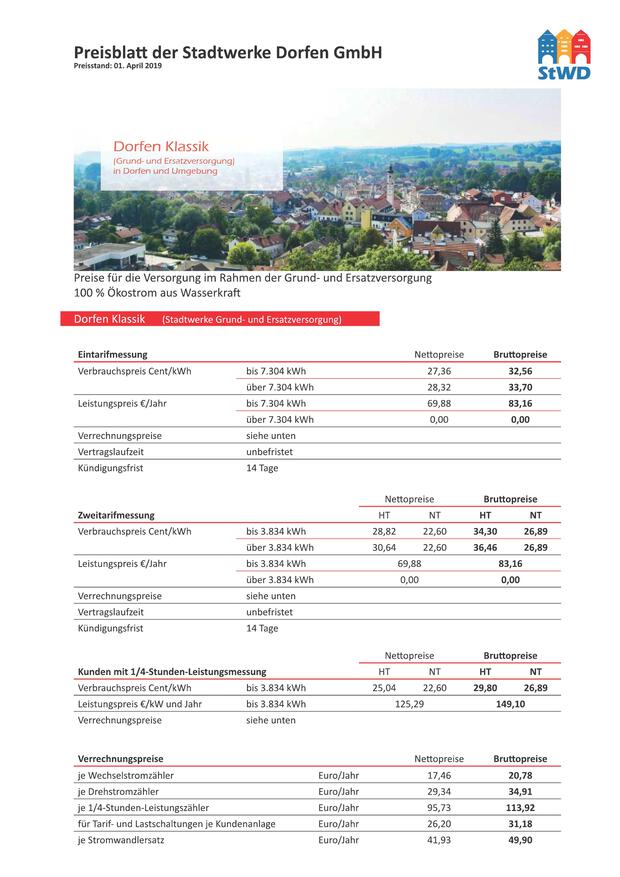 Preisblatt der Stadtwerke Dorfen GmbH
Preisstand: 01. April 2019
StWD
Dorfen Klassik
(Grund- und Ersatzversorgung)
in Dorfen und Umgebung
Preise für die Versorgung im Rahmen der Grund- und Ersatzversorgung
100 % Ökostrom aus Wasserkraft
Dorfen Klassik (Stadtwerke Grund- und Ersatzversorgung)
Eintarifmessung Nettopreise Bruttopreise
Verbrauchspreis Cent/kWh bis 7.304 kWh 27,36 32,56
über 7.304 kWh 28,32 33,70
Leistungspreis €/Jahr bis 7.304 kWh 69,88 83,16
über 7.304 kWh 0,00 0,00
Verrechnungspreise siehe unten
Vertragslaufzeit unbefristet
Kündigungsfrist 14 Tage
Nettopreise Bruttopreise
Zweitarifmessung HT NT HT NT
Verbrauchspreis Cent/kWh bis 3.834 kWh 28,82 22,60 34,30 26,89
über 3.834 kWh 30,64 22,60 36,46 26,89
Leistungspreis €/Jahr bis 3.834 kWh 69,88 83,16
über 3.834 kWh 0,00 0,00
Verrechnungspreise siehe unten
Vertragslaufzeit unbefristet
Kündigungsfrist 14 Tage
Nettopreise Bruttopreise
Kunden mit 1/4-Stunden-Leistungsmessung HT NT HT NT
Verbrauchspreis Cent/kWh bis 3.834 kWh 25,04 22,60 29,80 26,89
Leistungspreis €/kW und Jahr bis 3.834 kWh 125,29 149,10
Verrechnungspreise siehe unten
Verrechnungspreise Nettopreise Bruttopreise
je Wechselstromzähler Euro/Jahr 17,46 20,78
je Drehstromzähler Euro/Jahr 29,34 34,91
je 1/4-Stunden-Leistungszähler Euro/Jahr 95,73 113,92
für Tarif- und Lastschaltungen je Kundenanlage Euro/Jahr 26,20 31,18
je Stromwandlersatz Euro/Jahr 41,93 49,90